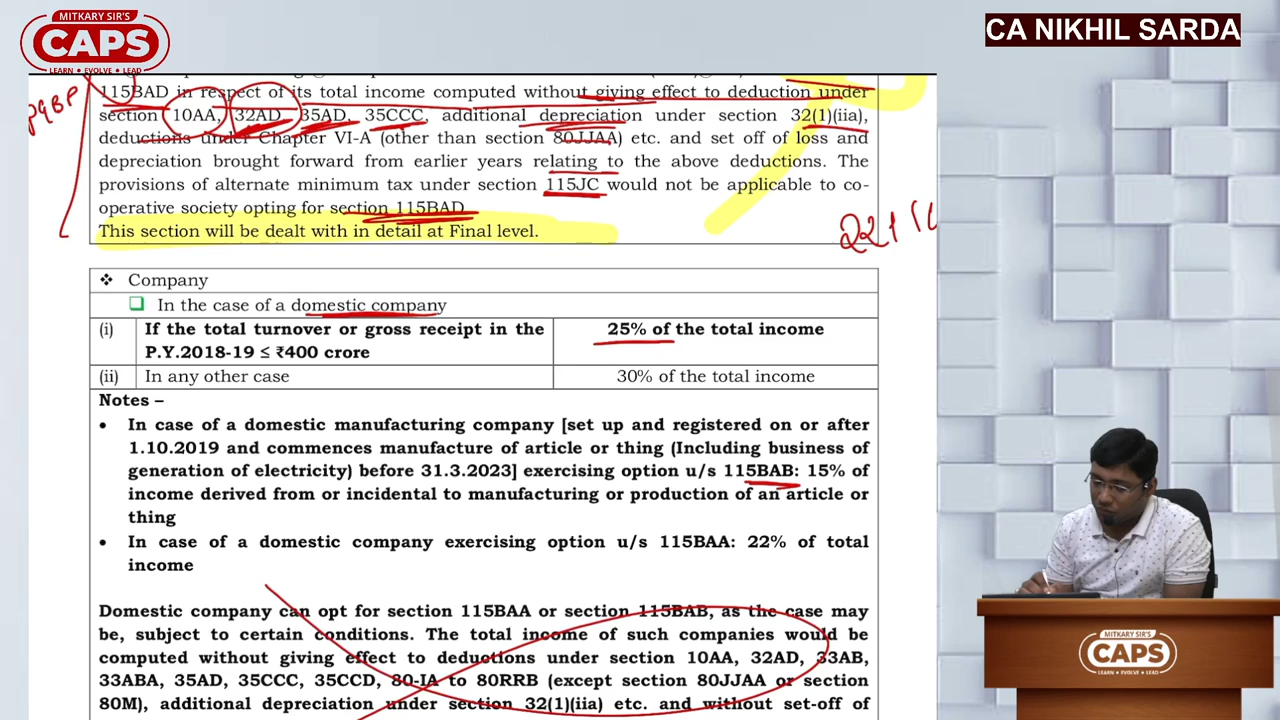 MITKARY SIR'S
CAPS
LEARN • EVOLVE • LEAD
CA NIKHIL SARDA
115BAD in respect of its total income computed without giving effect to deduction under
section 10AA, 32AD, 35AD, 35CCC, additional depreciation under section 32(1)(iia),
deductions under Chapter VI-A (other than section 80JJAA) etc. and set off of loss and
depreciation brought forward from earlier years relating to the above deductions. The
provisions of alternate minimum tax under section 115JC would not be applicable to co-
operative society opting for section 115BAD.
This section will be dealt with in detail at Final level.
PGBP
❖ Company
❑ In the case of a domestic company
(i) If the total turnover or gross receipt in the 25% of the total income
P.Y.2018-19 ≤ ₹400 crore
(ii) In any other case 30% of the total income
Notes –
• In case of a domestic manufacturing company [set up and registered on or after
1.10.2019 and commences manufacture of article or thing (Including business of
generation of electricity) before 31.3.2023] exercising option u/s 115BAB: 15% of
income derived from or incidental to manufacturing or production of an article or
thing
• In case of a domestic company exercising option u/s 115BAA: 22% of total
income
Domestic company can opt for section 115BAA or section 115BAB, as the case may
be, subject to certain conditions. The total income of such companies would be
computed without giving effect to deductions under section 10AA, 32AD, 33AB,
33ABA, 35AD, 35CCC, 35CCD, 80-IA to 80RRB (except section 80JJAA or section
80M), additional depreciation under section 32(1)(iia) etc. and without set-off of
MITKARY SIR'S
CAPS
LEARN • EVOLVE • LEAD